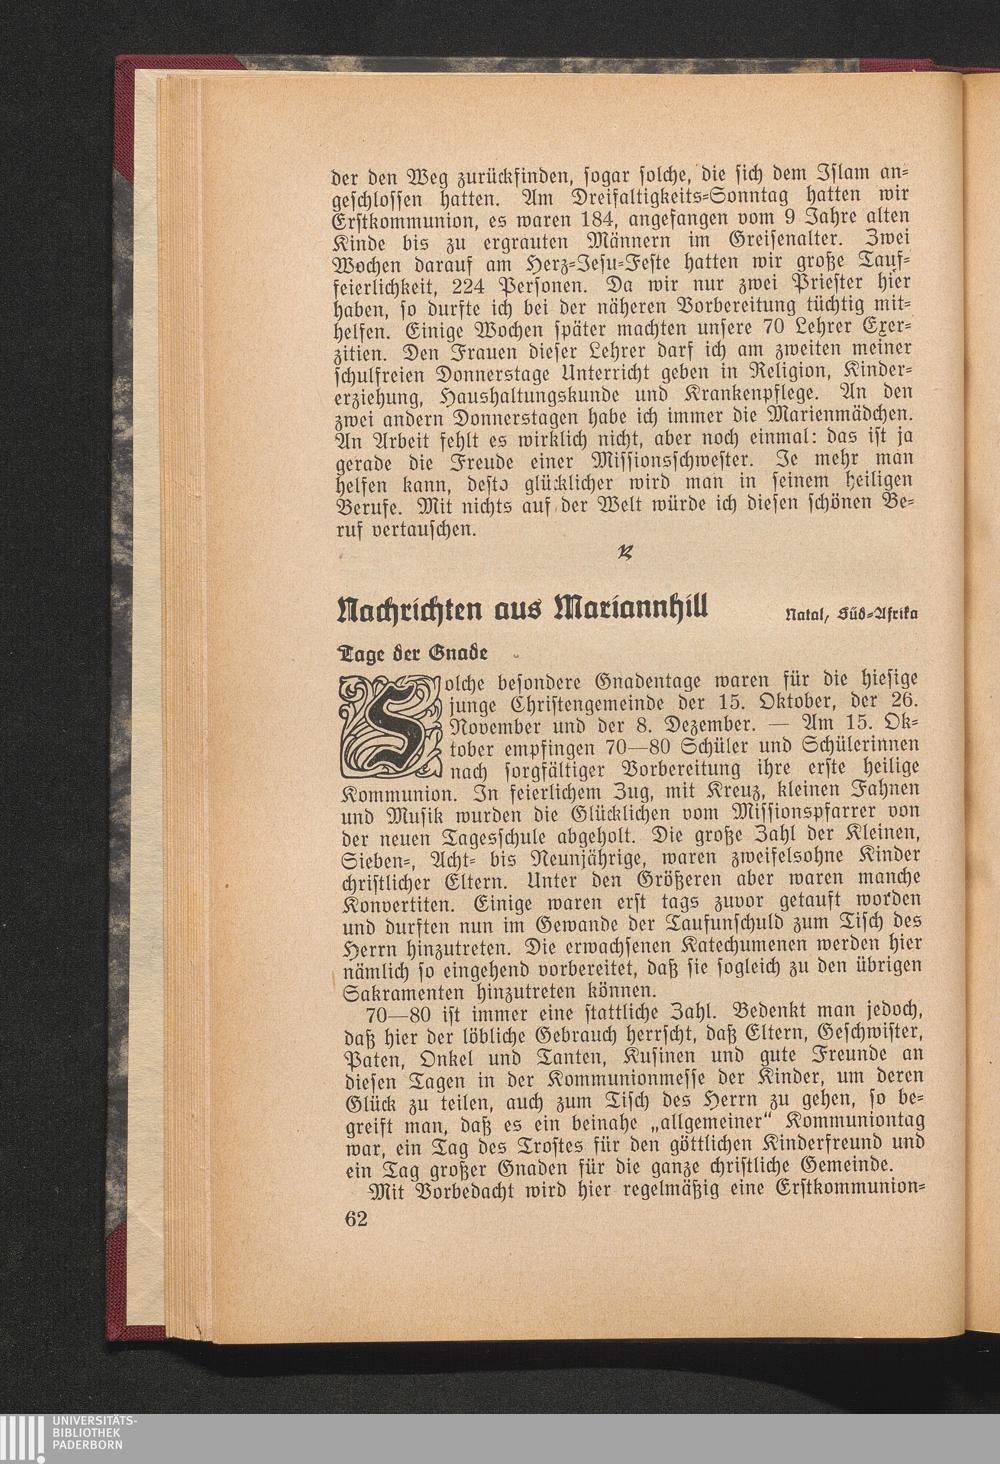 der den Weg zurückfinden, sogar solche, die sich dem Islam an-
geschlossen hatten. Am Dreifaltigkeits-Sonntag hatten wir
Erstkommunion, es waren 184, angefangen vom 9 Jahre alten
Kinde bis zu ergrauten Männern im Greisenalter. Zwei
Wochen darauf am Herz-Jesu-Feste hatten wir große Tauf-
feierlichkeit, 224 Personen. Da wir nur zwei Priester hier
haben, so durfte ich bei der näheren Vorbereitung tüchtig mit-
helfen. Einige Wochen später machten unsere 70 Lehrer Exer-
zitien. Den Frauen dieser Lehrer darf ich am zweiten meiner
schulfreien Donnerstage Unterricht geben in Religion, Kinder-
erziehung, Haushaltungskunde und Krankenpflege. An den
zwei andern Donnerstagen habe ich immer die Marienmädchen.
An Arbeit fehlt es wirklich nicht, aber noch einmal: das ist ja
gerade die Freude einer Missionsschwester. Je mehr man
helfen kann, desto glücklicher wird man in seinem heiligen
Berufe. Mit nichts auf der Welt würde ich diesen schönen Be-
ruf vertauschen.
Nachrichten aus Mariannhill Natal, Süd-Afrika
Tage der Gnade
Solche besondere Gnadentage waren für die hiesige
junge Christengemeinde der 15. Oktober, der 26.
November und der 8. Dezember. — Am 15. Ok-
tober empfingen 70—80 Schüler und Schülerinnen
nach sorgfältiger Vorbereitung ihre erste heilige
Kommunion. In feierlichem Zug, mit Kreuz, kleinen Fahnen
und Musik wurden die Glücklichen vom Missionspfarrer von
der neuen Tagesschule abgeholt. Die große Zahl der Kleinen,
Sieben-, Acht- bis Neunjährige, waren zweifelsohne Kinder
christlicher Eltern. Unter den Größeren aber waren manche
Konvertiten. Einige waren erst tags zuvor getauft worden
und durften nun im Gewande der Taufunschuld zum Tisch des
Herrn hinzutreten. Die erwachsenen Katechumenen werden hier
nämlich so eingehend vorbereitet, daß sie sogleich zu den übrigen
Sakramenten hinzutreten können.
70—80 ist immer eine stattliche Zahl. Bedenkt man jedoch,
daß hier der löbliche Gebrauch herrscht, daß Eltern, Geschwister,
Paten, Onkel und Tanten, Kusinen und gute Freunde an
diesen Tagen in der Kommunionmesse der Kinder, um deren
Glück zu teilen, auch zum Tisch des Herrn zu gehen, so be-
greift man, daß es ein beinahe „allgemeiner“ Kommuniontag
war, ein Tag des Trostes für den göttlichen Kinderfreund und
ein Tag großer Gnaden für die ganze christliche Gemeinde.
Mit Vorbedacht wird hier regelmäßig eine Erstkommunion-
62
UNIVERSITÄTS-
BIBLIOTHEK
PADERBORN